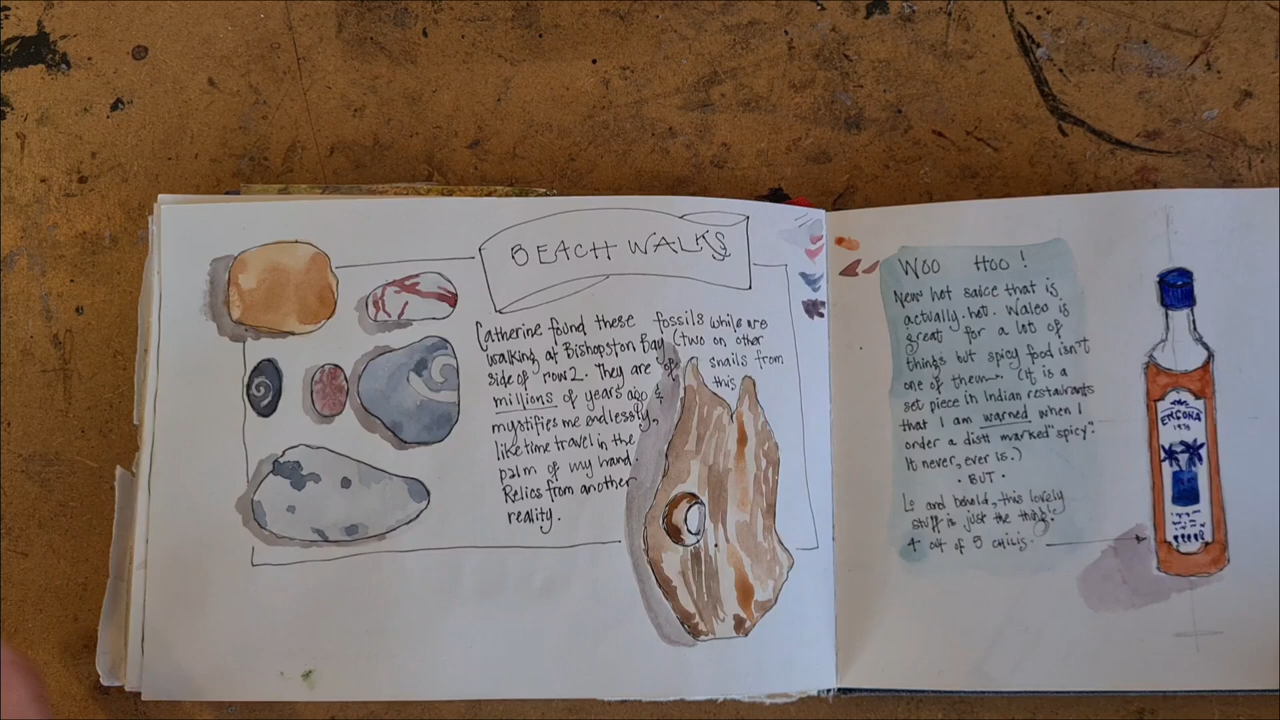 BEACH WALKS
Catherine found these fossils while we
walking at Bishopston Bay (two on other
side of row 2. They are of snails from
millions of years ago & this
mystifies me endlessly,
like time travel in the
palm of my hand
Relics from another
reality.
WOO HOO!
New hot sauce that is
actually hot. Wales is
great for a lot of
things but spicy food isn't
one of them. (It is a
set piece in Indian restaurants
that I am warned when I
order a dish marked "spicy".
It never, ever is.)
· BUT ·
Lo and behold, this lovely
stuff is just the thing!
4 out of 5 chilis.
ENCONA